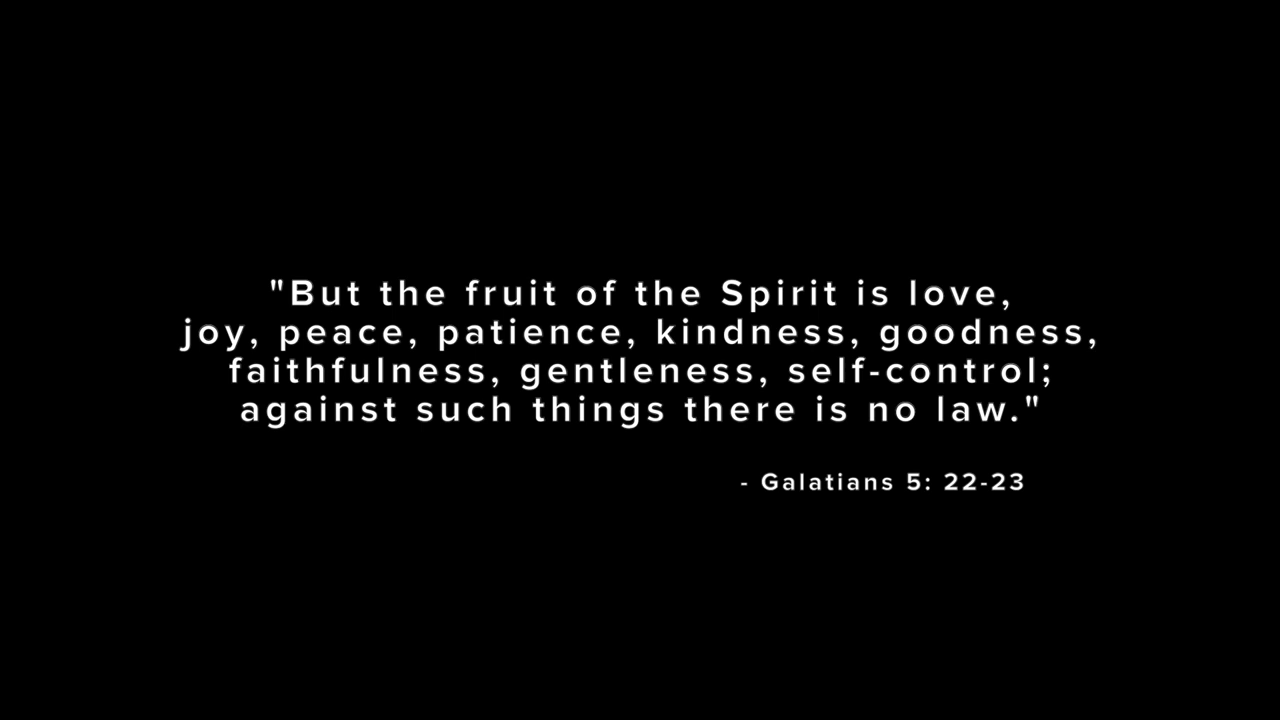 "But the fruit of the Spirit is love,
joy, peace, patience, kindness, goodness,
faithfulness, gentleness, self-control;
against such things there is no law."
- Galatians 5: 22-23